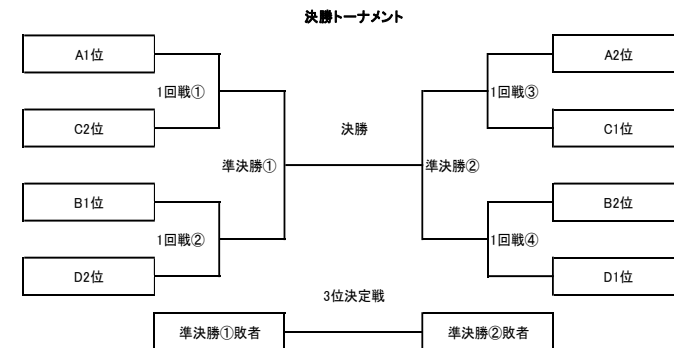 決勝トーナメント
A1位
A2位
1回戦①
1回戦③
C2位
決勝
C1位
準決勝①
準決勝②
B1位
B2位
1回戦②
1回戦④
D2位
D1位
3位決定戦
準決勝①敗者
準決勝②敗者